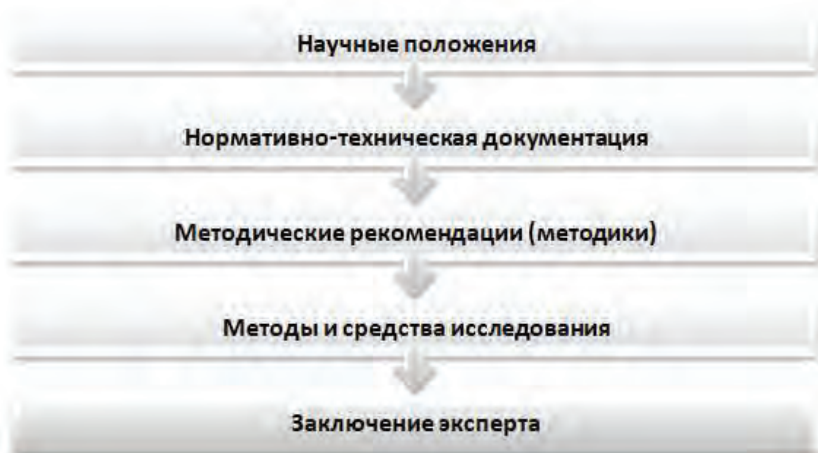 Научные положения
Нормативно-техническая документация
Методические рекомендации (методики)
Методы и средства исследования
Заключение эксперта